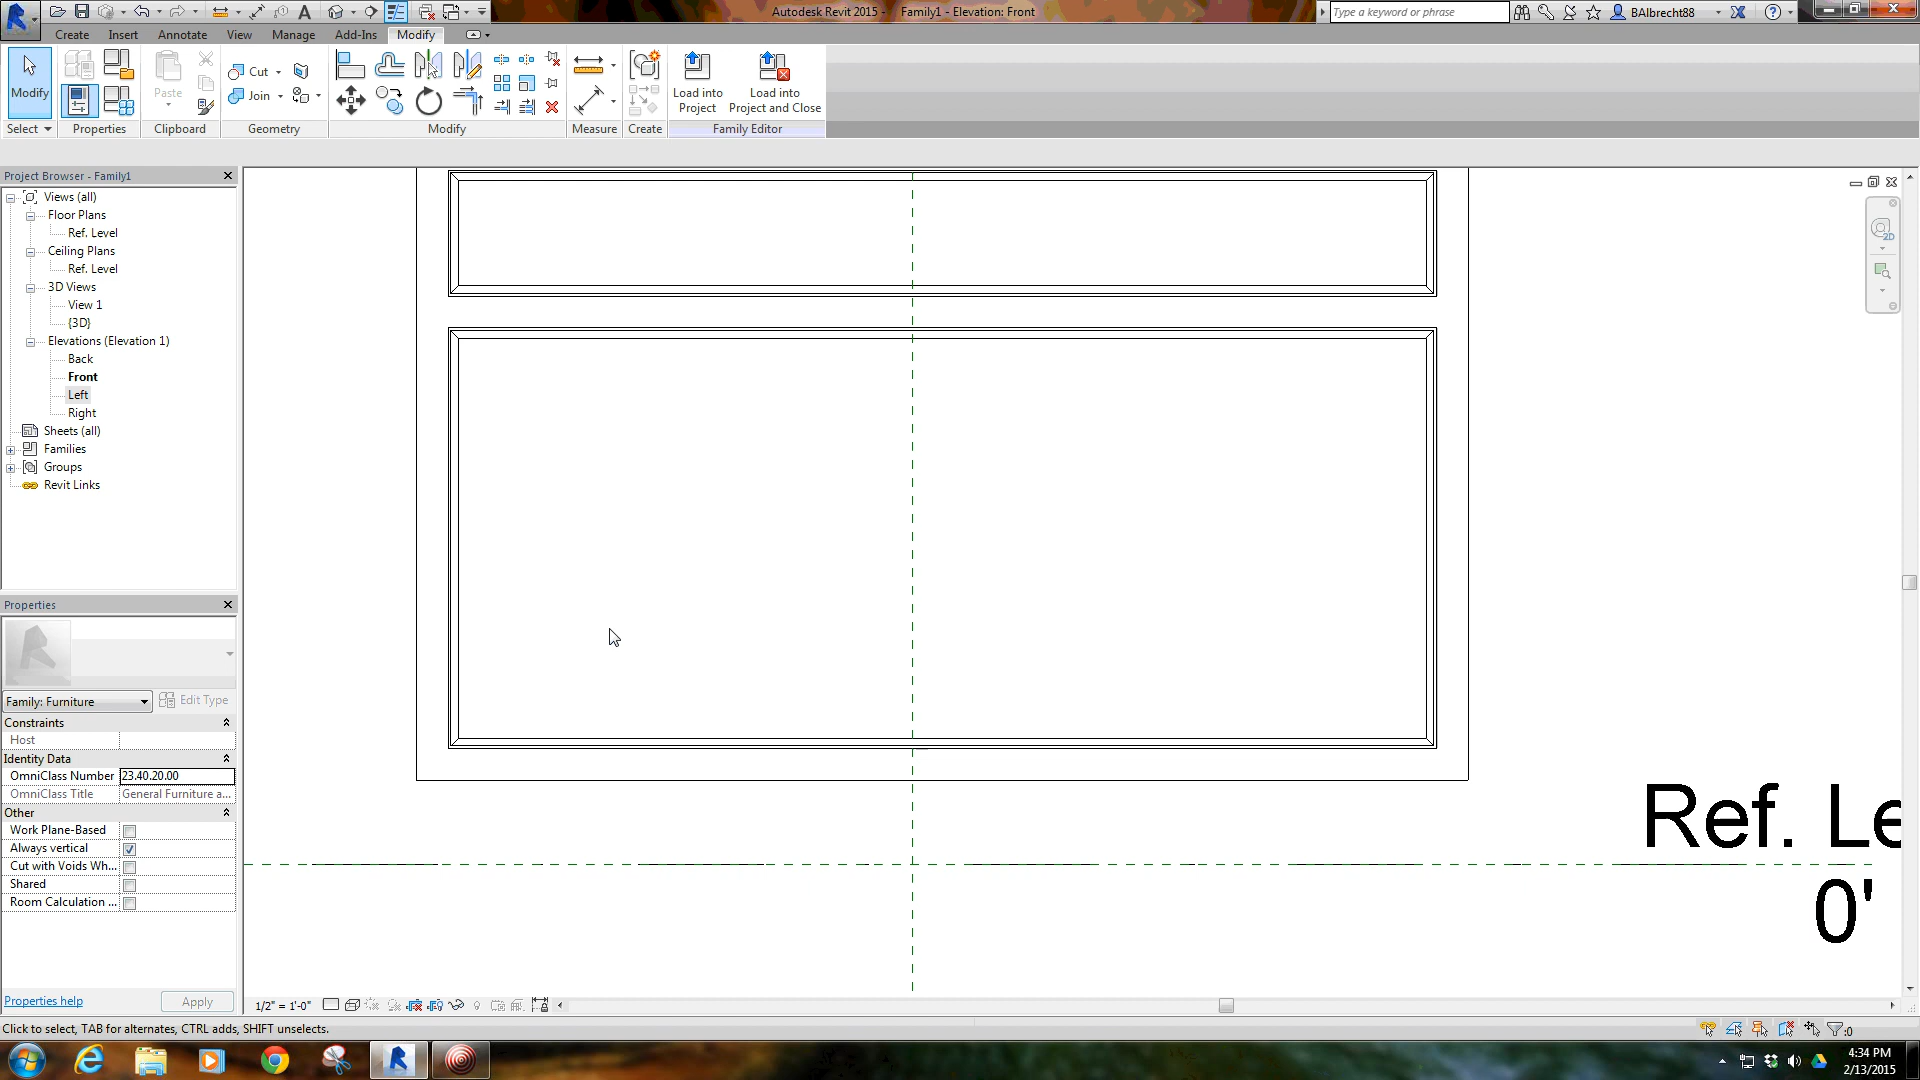 Autodesk Revit 2015 - Family1 - Elevation: Front
Type a keyword or phrase
BAlbrecht88
Create Insert Annotate View Manage Add-Ins Modify
Modify
Paste
Cut
Join
Load into Project
Load into Project and Close
Select Properties Clipboard Geometry Modify Measure Create Family Editor
Project Browser - Family1
Views (all)
Floor Plans
Ref. Level
Ceiling Plans
Ref. Level
3D Views
View 1
{3D}
Elevations (Elevation 1)
Back
Front
Left
Right
Sheets (all)
Families
Groups
Revit Links
2D
Properties
Family: Furniture
Edit Type
Constraints
Host
Identity Data
OmniClass Number 23.40.20.00
OmniClass Title General Furniture a...
Other
Work Plane-Based
Always vertical
Cut with Voids Wh...
Shared
Room Calculation ...
Properties help
Apply
Ref. Le
0'
1/2" = 1'-0"
Click to select, TAB for alternates, CTRL adds, SHIFT unselects.
:0
4:34 PM
2/13/2015